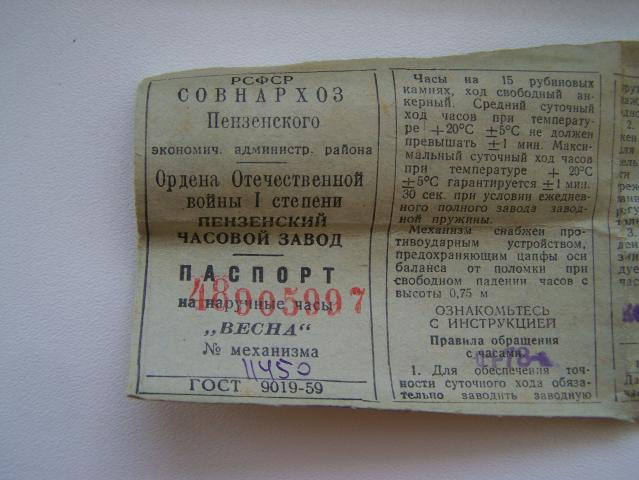 РСФСР
СОВНАРХОЗ
Пензенского
экономич. администр. района
Ордена Отечественной
войны I степени
ПЕНЗЕНСКИЙ
ЧАСОВОЙ ЗАВОД
ПАСПОРТ
48905997
на наручные часы
„ВЕСНА“
№ механизма
11450
ГОСТ 9019-59
Часы на 15 рубиновых
камнях, ход свободный ан-
керный. Средний суточный
ход часов при температу-
ре +20°С ±5°С не должен
превышать ±1 мин. Макси-
мальный суточный ход часов
при температуре + 20°С
±5°С гарантируется ±1 мин.
30 сек. при условии ежеднев-
ного полного завода завод-
ной пружины.
Механизм снабжен про-
тивоударным устройством,
предохраняющим цапфы оси
баланса от поломки при
свободном падении часов с
высоты 0,75 м
ОЗНАКОМЬТЕСЬ
С ИНСТРУКЦИЕЙ
Правила обращения
с часами
1. Для обеспечения точ-
ности суточного хода обяза-
тельно заводить заводную